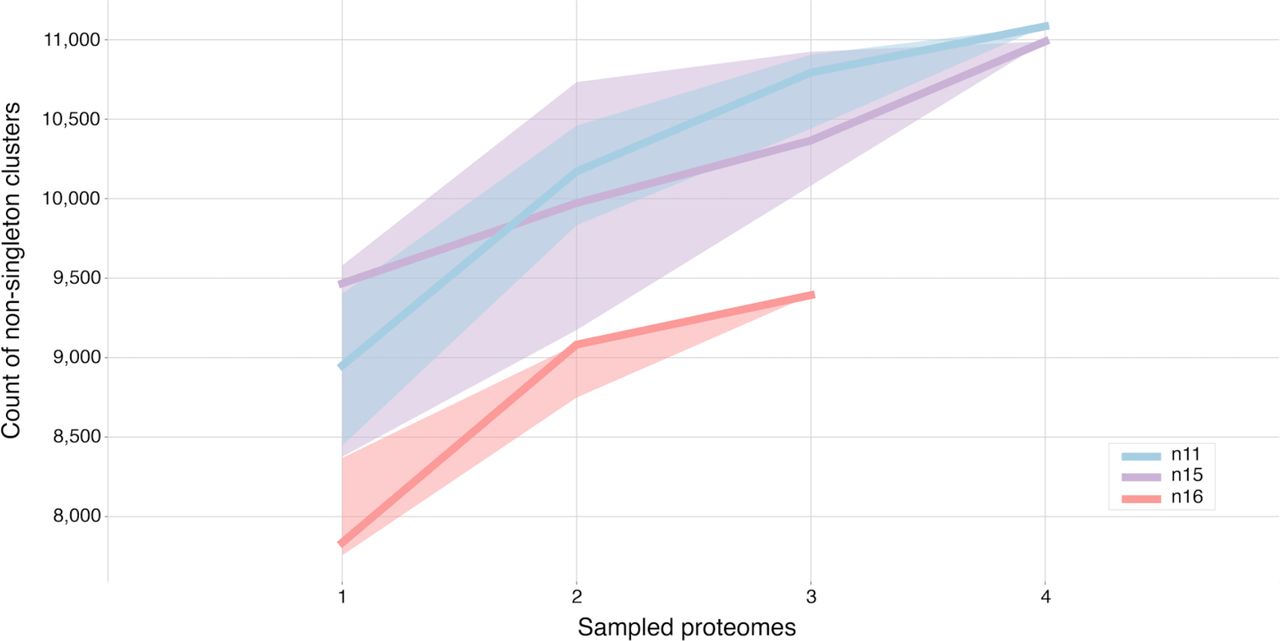 Count of non-singleton clusters
11,000
10,500
10,000
9,500
9,000
8,500
8,000
1 2 3 4
Sampled proteomes
n11
n15
n16